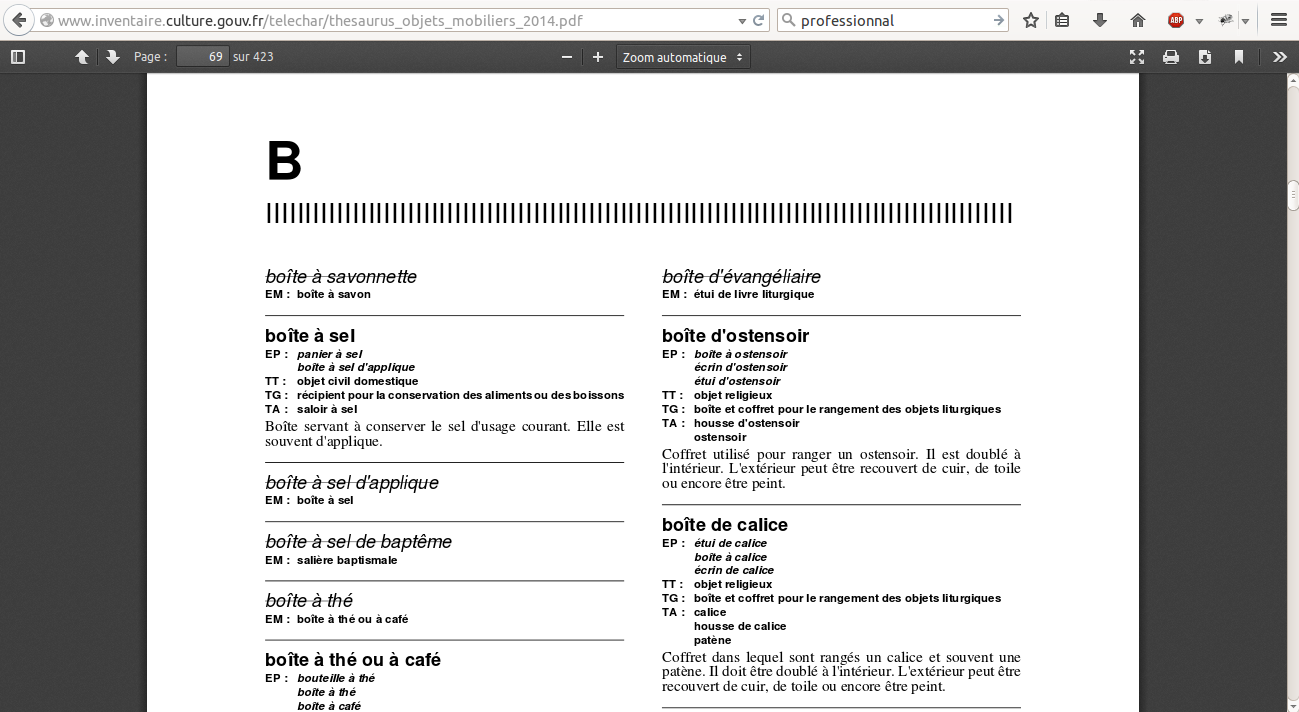 www.inventaire.culture.gouv.fr/telechar/thesaurus_objets_mobiliers_2014.pdf
professionnal
ABP
Page :
69
sur 423
Zoom automatique
B
boîte à savonnette
EM : boîte à savon
boîte à sel
EP : panier à sel
boîte à sel d'applique
TT : objet civil domestique
TG : récipient pour la conservation des aliments ou des boissons
TA : saloir à sel
Boîte servant à conserver le sel d'usage courant. Elle est
souvent d'applique.
boîte à sel d'applique
EM : boîte à sel
boîte à sel de baptême
EM : salière baptismale
boîte à thé
EM : boîte à thé ou à café
boîte à thé ou à café
EP : bouteille à thé
boîte à thé
boîte à café
boîte d'évangéliaire
EM : étui de livre liturgique
boîte d'ostensoir
EP : boîte à ostensoir
écrin d'ostensoir
étui d'ostensoir
TT : objet religieux
TG : boîte et coffret pour le rangement des objets liturgiques
TA : housse d'ostensoir
ostensoir
Coffret utilisé pour ranger un ostensoir. Il est doublé à
l'intérieur. L'extérieur peut être recouvert de cuir, de toile
ou encore être peint.
boîte de calice
EP : étui de calice
boîte à calice
écrin de calice
TT : objet religieux
TG : boîte et coffret pour le rangement des objets liturgiques
TA : calice
housse de calice
patène
Coffret dans lequel sont rangés un calice et souvent une
patène. Il doit être doublé à l'intérieur. L'extérieur peut être
recouvert de cuir, de toile ou encore être peint.